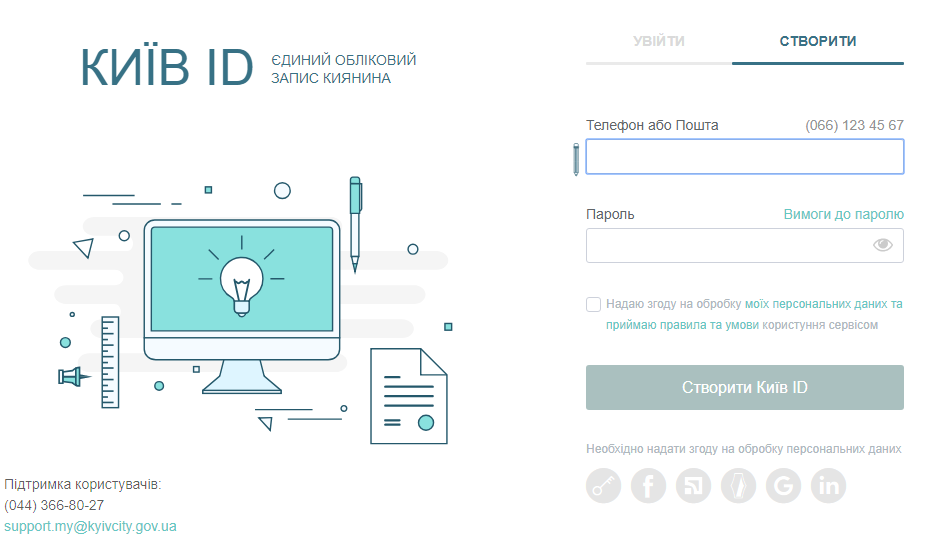 КИЇВ ID
ЄДИНИЙ ОБЛІКОВИЙ
ЗАПИС КИЯНИНА
УВІЙТИ
СТВОРИТИ
Телефон або Пошта
(066) 123 45 67
Пароль
Вимоги до паролю
Надаю згоду на обробку моїх персональних даних та
приймаю правила та умови користування сервісом
Створити Київ ID
Необхідно надати згоду на обробку персональних даних
Підтримка користувачів:
(044) 366-80-27
support.my@kyivcity.gov.ua